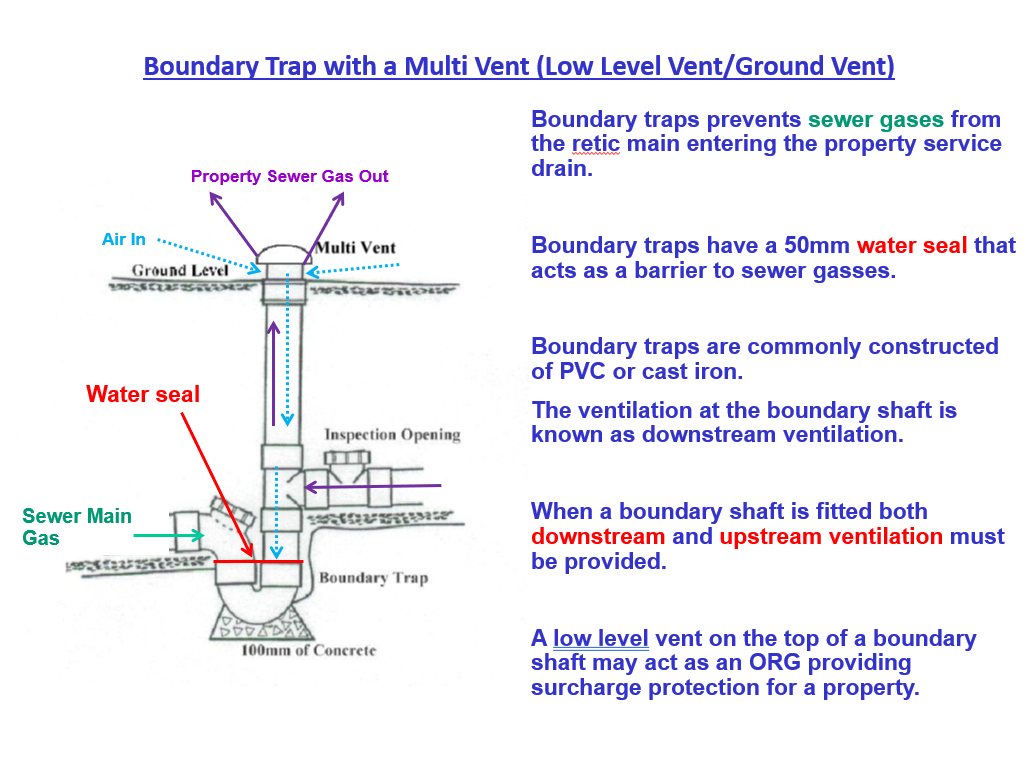 Boundary Trap with a Multi Vent (Low Level Vent/Ground Vent)
Property Sewer Gas Out
Air In
Multi Vent
Ground Level
Water seal
Inspection Opening
Sewer Main
Gas
Boundary Trap
100mm of Concrete
Boundary traps prevents sewer gases from
the retic main entering the property service
drain.
Boundary traps have a 50mm water seal that
acts as a barrier to sewer gasses.
Boundary traps are commonly constructed
of PVC or cast iron.
The ventilation at the boundary shaft is
known as downstream ventilation.
When a boundary shaft is fitted both
downstream and upstream ventilation must
be provided.
A low level vent on the top of a boundary
shaft may act as an ORG providing
surcharge protection for a property.